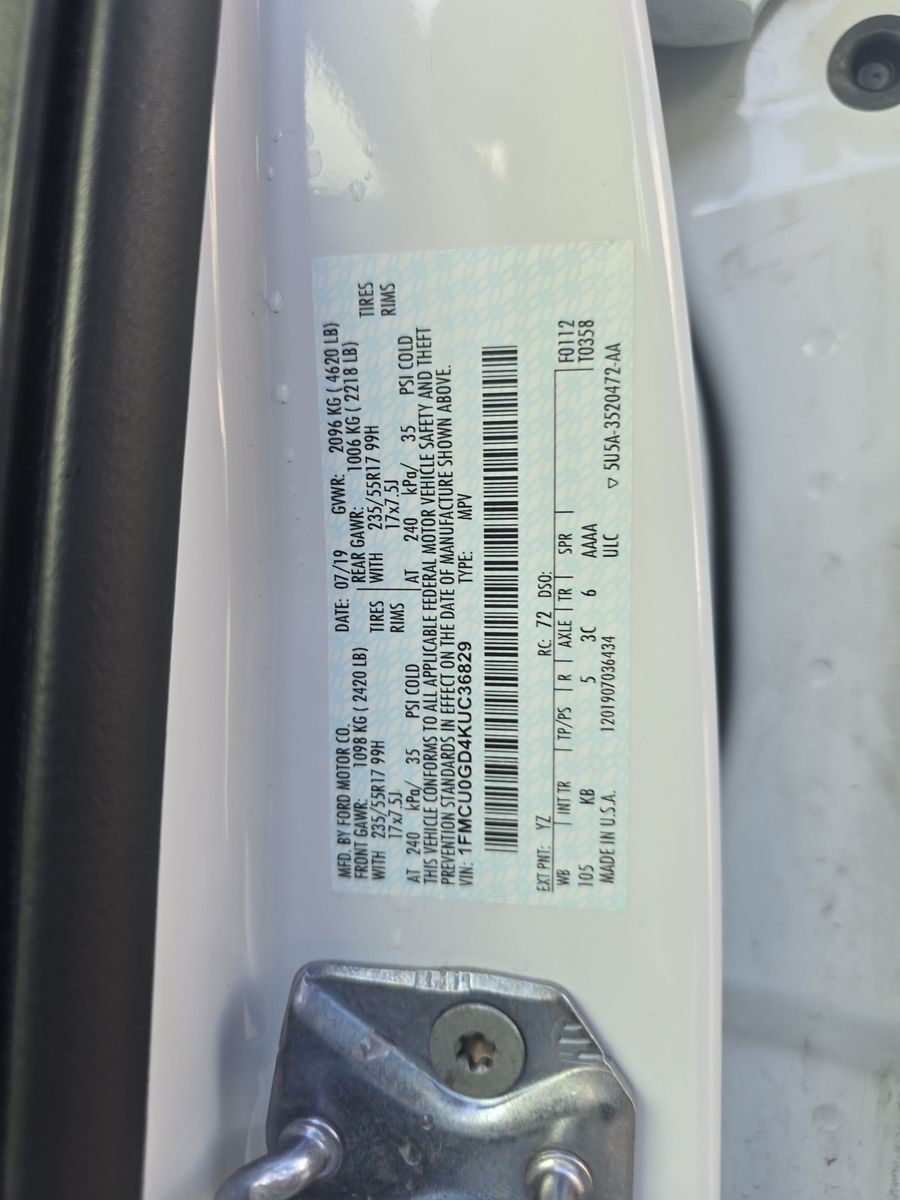 MFD. BY FORD MOTOR CO. DATE: 07/19 GVWR: 2096 KG ( 4620 LB)
FRONT GAWR: 1098 KG ( 2420 LB) REAR GAWR: 1006 KG ( 2218 LB)
WITH 235/55R17 99H TIRES WITH 235/55R17 99H TIRES
17x7.5J RIMS 17x7.5J RIMS
AT 240 kPa/ 35 PSI COLD AT 240 kPa/ 35 PSI COLD
THIS VEHICLE CONFORMS TO ALL APPLICABLE FEDERAL MOTOR VEHICLE SAFETY AND THEFT
PREVENTION STANDARDS IN EFFECT ON THE DATE OF MANUFACTURE SHOWN ABOVE.
VIN: 1FMCU0GD4KUC36829 TYPE: MPV
EXT PNT: YZ RC: 72 DSO:
WB INT TR TP/PS R AXLE TR SPR F0112
105 KB 5 3C 6 AAAA T0358
MADE IN U.S.A. 1201907036434 ULC ▽ 5U5A-3520472-AA